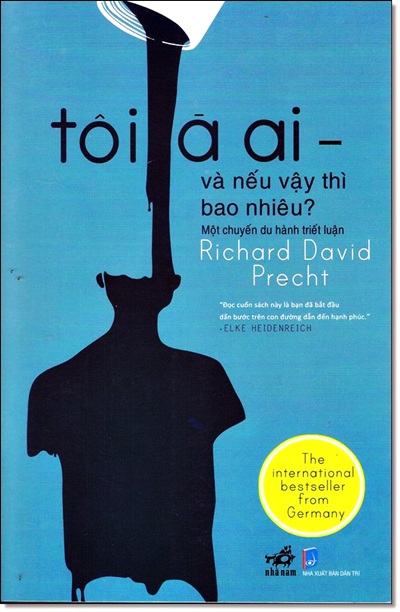 tôi là ai –
và nếu vậy thì
bao nhiêu?
Một chuyến du hành triết luận
Richard David
Precht
"Đọc cuốn sách này là bạn đã bắt đầu
dấn bước trên con đường dẫn đến hạnh phúc."
-ELKE HEIDENREICH
The
international
bestseller
from
Germany
nhã nam
NHÀ XUẤT BẢN DÂN TRÍ